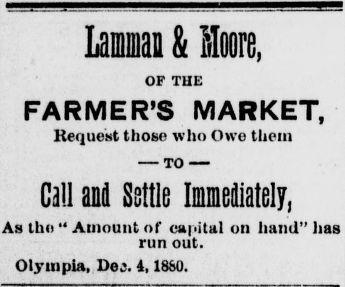 Lamman & Moore,
OF THE
FARMER'S MARKET,
Request those who Owe them
— TO —
Call and Settle Immediately,
As the " Amount of capital on hand" has
run out.
Olympia, Dec. 4, 1880.